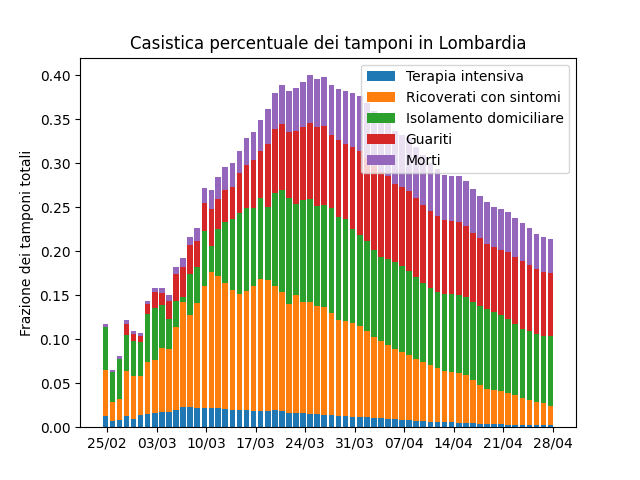 Casistica percentuale dei tamponi in Lombardia
Frazione dei tamponi totali
0.40
0.35
0.30
0.25
0.20
0.15
0.10
0.05
0.00
Terapia intensiva
Ricoverati con sintomi
Isolamento domiciliare
Guariti
Morti
25/02 03/03 10/03 17/03 24/03 31/03 07/04 14/04 21/04 28/04